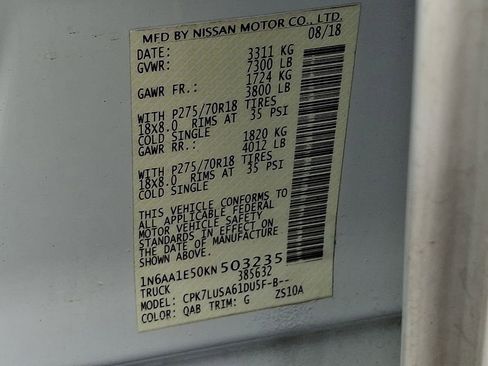 MFD BY NISSAN MOTOR CO., LTD.
DATE: 08/18
GVWR: 3311 KG
7300 LB
GAWR FR.: 1724 KG
3800 LB
WITH P275/70R18 TIRES
18X8.0 RIMS AT 35 PSI
COLD SINGLE
GAWR RR.: 1820 KG
4012 LB
WITH P275/70R18 TIRES
18X8.0 RIMS AT 35 PSI
COLD SINGLE
THIS VEHICLE CONFORMS TO
ALL APPLICABLE FEDERAL
MOTOR VEHICLE SAFETY
STANDARDS IN EFFECT ON
THE DATE OF MANUFACTURE
SHOWN ABOVE
1N6AA1E50KN503235
TRUCK 385632
MODEL: CPK7LUSA61DU5F-B--
COLOR: QAB TRIM: G ZS10A